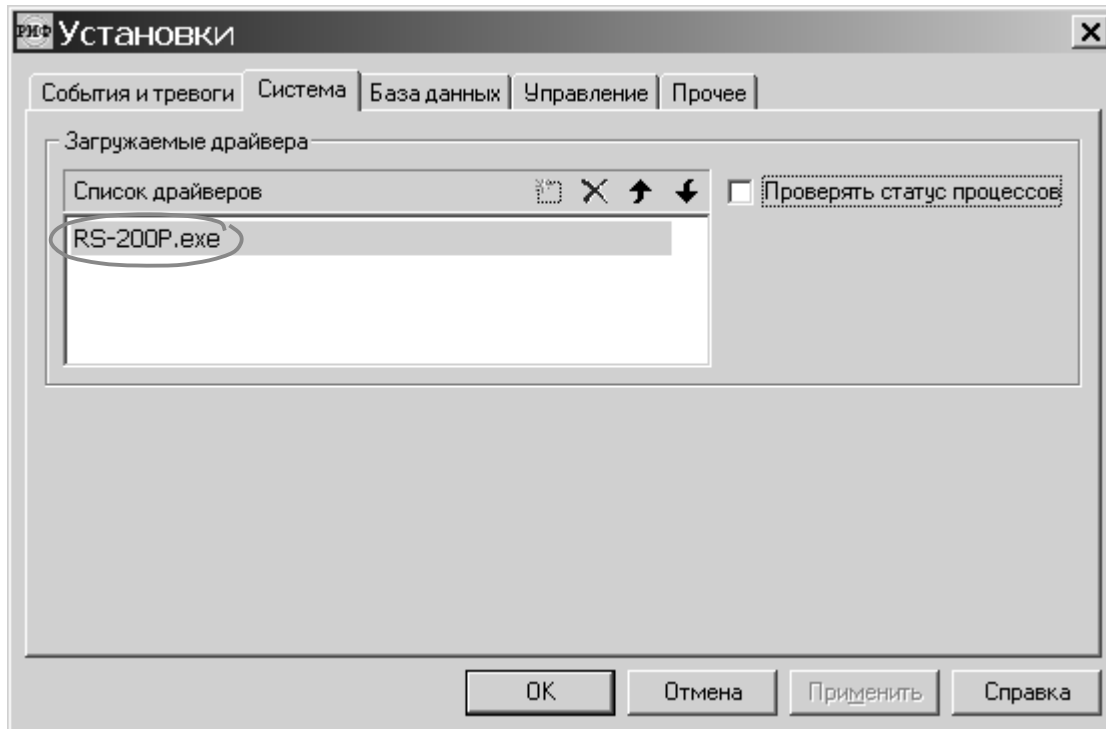 РИФ Установки
События и тревоги Система База данных Управление Прочее
Загружаемые драйвера
Список драйверов
Проверять статус процессов
RS-200P.exe
OK Отмена Применить Справка